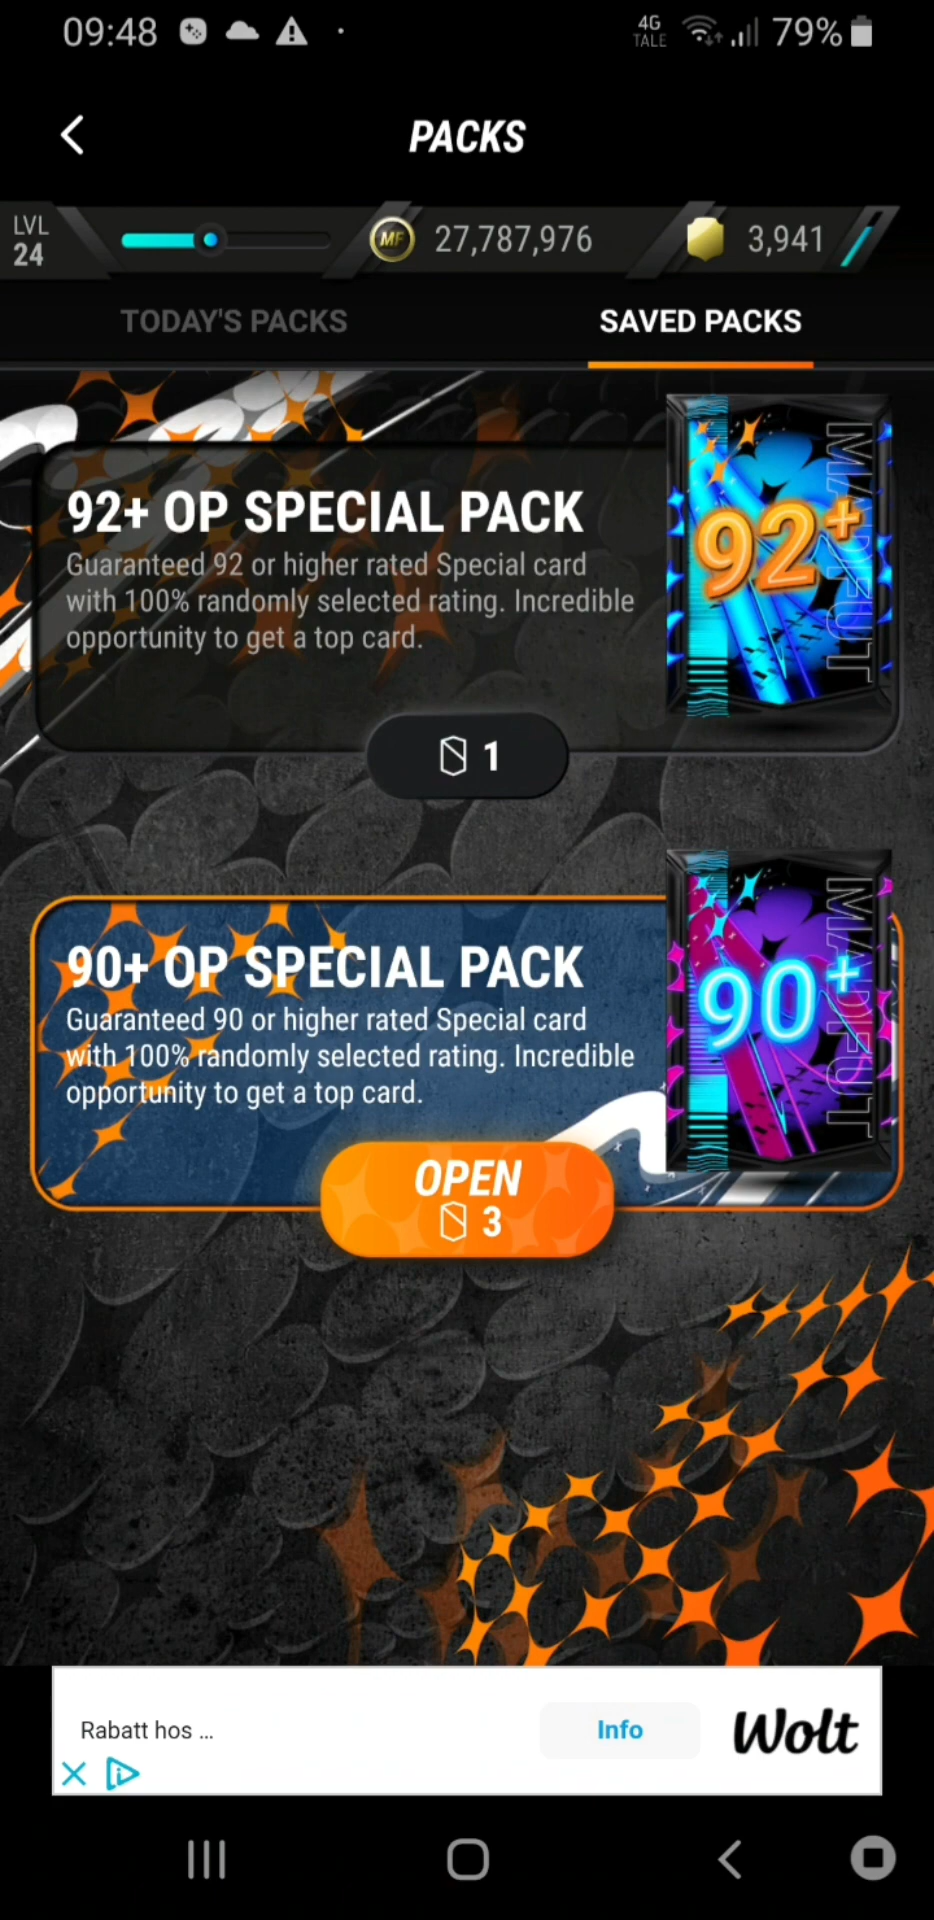 09:48
4G
TALE
79%
PACKS
LVL
24
MF
27,787,976
3,941
TODAY'S PACKS
SAVED PACKS
92+ OP SPECIAL PACK
Guaranteed 92 or higher rated Special card
with 100% randomly selected rating. Incredible
opportunity to get a top card.
92+
MADFUT
1
90+ OP SPECIAL PACK
Guaranteed 90 or higher rated Special card
with 100% randomly selected rating. Incredible
opportunity to get a top card.
90+
MADFUT
OPEN
3
Rabatt hos ...
Info
Wolt